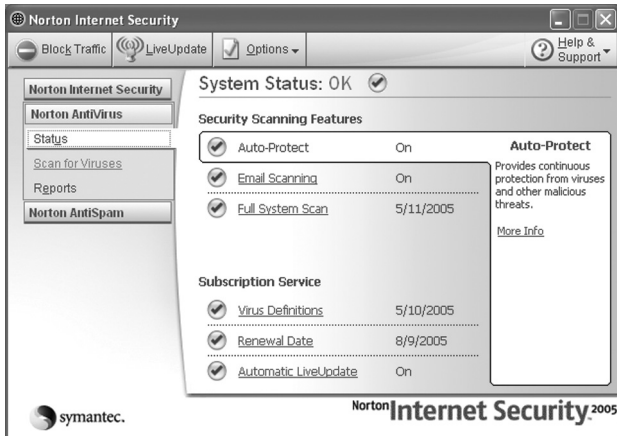 Norton Internet Security
Block Traffic LiveUpdate Options Help & Support
Norton Internet Security
Norton AntiVirus
Status
Scan for Viruses
Reports
Norton AntiSpam
System Status: OK
Security Scanning Features
Auto-Protect On
Email Scanning On
Full System Scan 5/11/2005
Subscription Service
Virus Definitions 5/10/2005
Renewal Date 8/9/2005
Automatic LiveUpdate On
Auto-Protect
Provides continuous
protection from viruses
and other malicious
threats.
More Info
symantec.
Norton Internet Security 2005